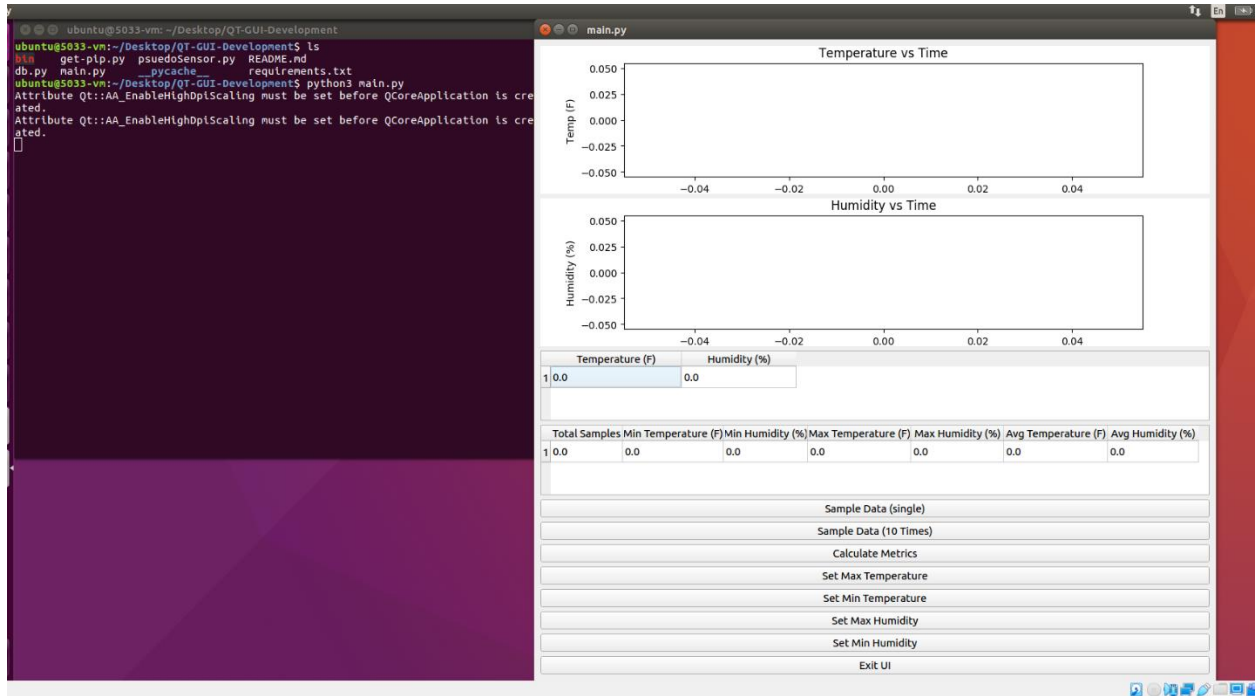 y
En
ubuntu@5033-vm: ~/Desktop/QT-GUI-Development
ubuntu@5033-vm:~/Desktop/QT-GUI-Development$ ls
bin get-pip.py psuedoSensor.py README.md
db.py main.py __pycache__ requirements.txt
ubuntu@5033-vm:~/Desktop/QT-GUI-Development$ python3 main.py
Attribute Qt::AA_EnableHighDpiScaling must be set before QCoreApplication is cre
ated.
Attribute Qt::AA_EnableHighDpiScaling must be set before QCoreApplication is cre
ated.
main.py
Temperature vs Time
Temp (F)
0.050
0.025
0.000
−0.025
−0.050
−0.04 −0.02 0.00 0.02 0.04
Humidity vs Time
Humidity (%)
0.050
0.025
0.000
−0.025
−0.050
−0.04 −0.02 0.00 0.02 0.04
Temperature (F) Humidity (%)
1 0.0 0.0
Total Samples Min Temperature (F) Min Humidity (%) Max Temperature (F) Max Humidity (%) Avg Temperature (F) Avg Humidity (%)
1 0.0 0.0 0.0 0.0 0.0 0.0 0.0
Sample Data (single)
Sample Data (10 Times)
Calculate Metrics
Set Max Temperature
Set Min Temperature
Set Max Humidity
Set Min Humidity
Exit UI